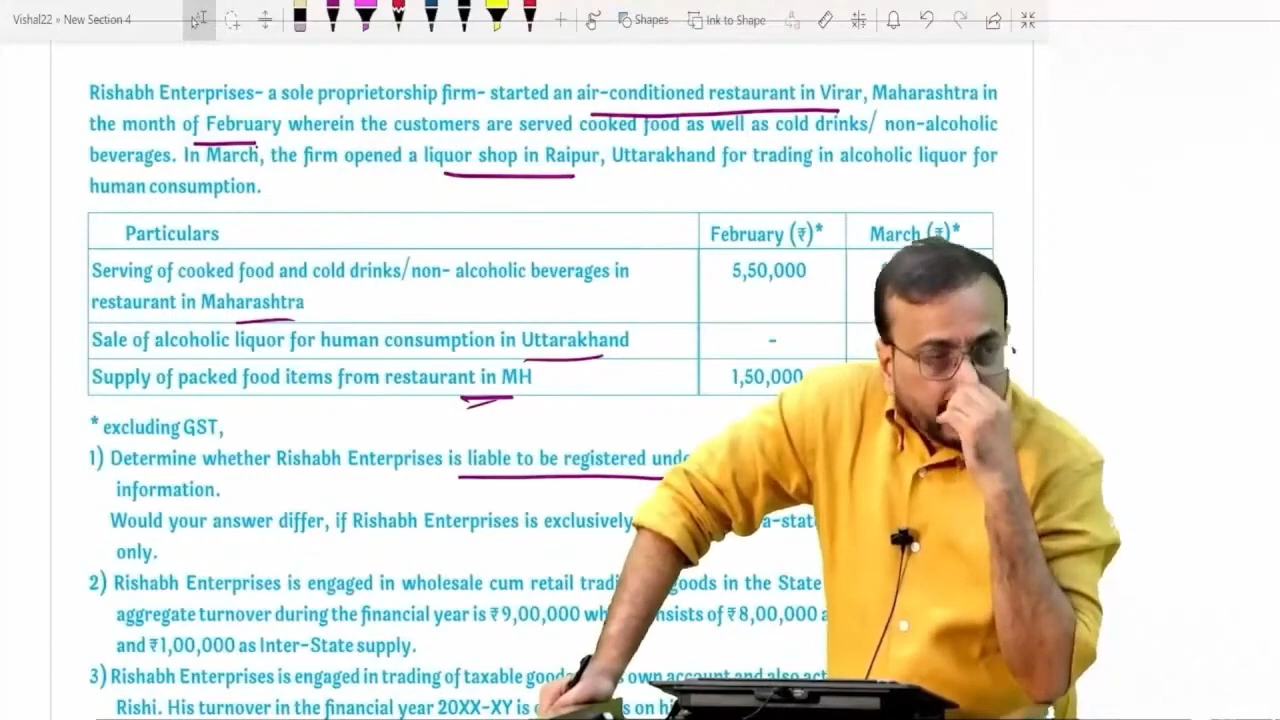 Vishal22 » New Section 4
Shapes
Ink to Shape
Rishabh Enterprises- a sole proprietorship firm- started an air-conditioned restaurant in Virar, Maharashtra in
the month of February wherein the customers are served cooked food as well as cold drinks/ non-alcoholic
beverages. In March, the firm opened a liquor shop in Raipur, Uttarakhand for trading in alcoholic liquor for
human consumption.
Particulars February (₹)* March (₹)*
Serving of cooked food and cold drinks/non- alcoholic beverages in 5,50,000
restaurant in Maharashtra
Sale of alcoholic liquor for human consumption in Uttarakhand -
Supply of packed food items from restaurant in MH 1,50,000
* excluding GST,
1) Determine whether Rishabh Enterprises is liable to be registered
information.
Would your answer differ, if Rishabh Enterprises is exclusively
only.
2) Rishabh Enterprises is engaged in wholesale cum retail goods in the State
aggregate turnover during the financial year is ₹9,00,000 of ₹8,00,000
and ₹1,00,000 as Inter-State supply.
3) Rishabh Enterprises is engaged in trading of taxable own account and also
Rishi. His turnover in the financial year 20XX-XY is on